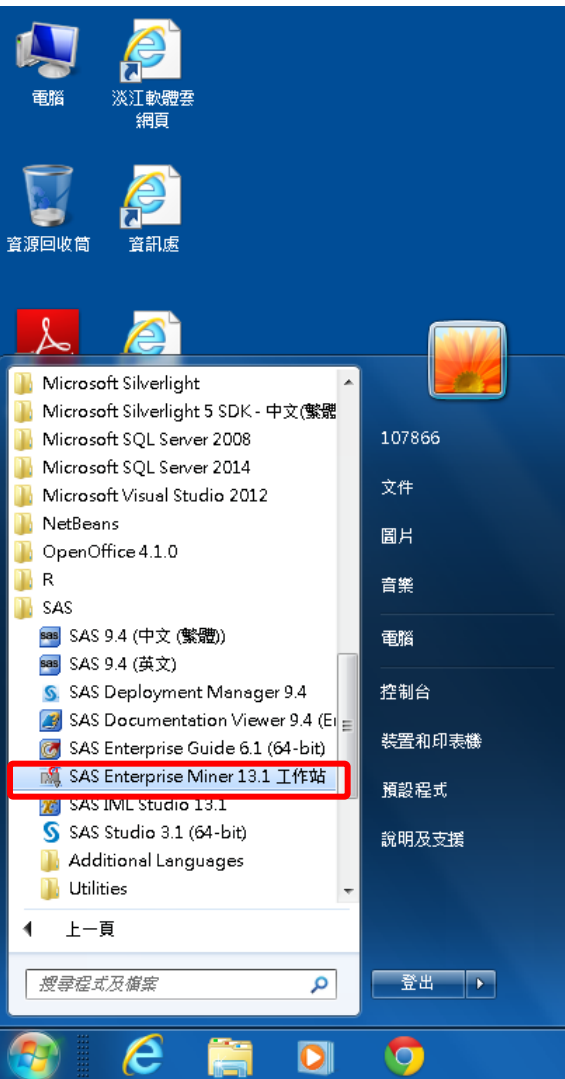 電腦
淡江軟體雲
網頁
資源回收筒
資訊處
Microsoft Silverlight
Microsoft Silverlight 5 SDK - 中文(繁體
Microsoft SQL Server 2008
Microsoft SQL Server 2014
Microsoft Visual Studio 2012
NetBeans
OpenOffice 4.1.0
R
SAS
sas SAS 9.4 (中文 (繁體))
sas SAS 9.4 (英文)
SAS Deployment Manager 9.4
SAS Documentation Viewer 9.4 (E
SAS Enterprise Guide 6.1 (64-bit)
SAS Enterprise Miner 13.1 工作站
SAS IML Studio 13.1
SAS Studio 3.1 (64-bit)
Additional Languages
Utilities
上一頁
搜尋程式及檔案
107866
文件
圖片
音樂
電腦
控制台
裝置和印表機
預設程式
說明及支援
登出